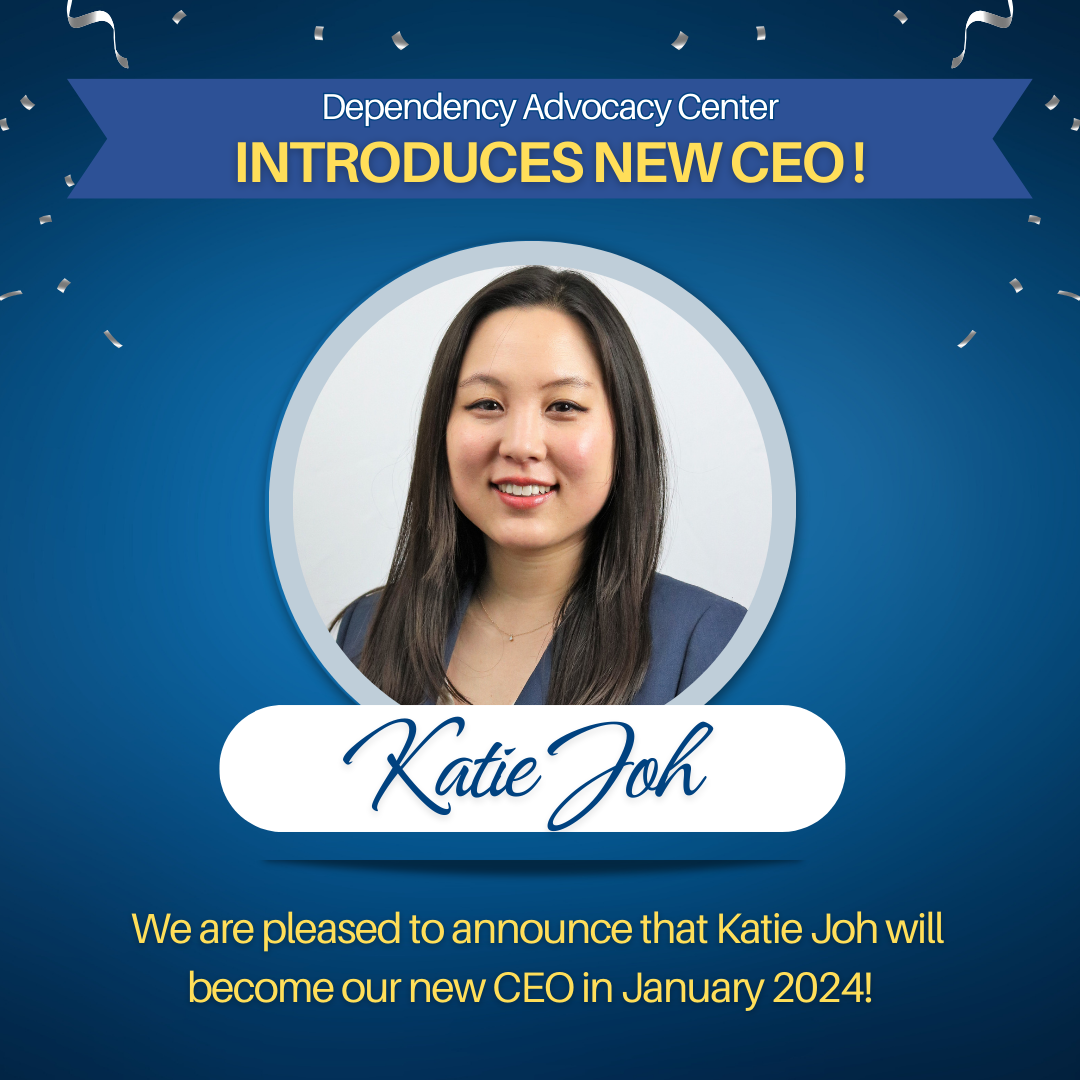 Dependency Advocacy Center
INTRODUCES NEW CEO !
Katie Joh
We are pleased to announce that Katie Joh will
become our new CEO in January 2024!